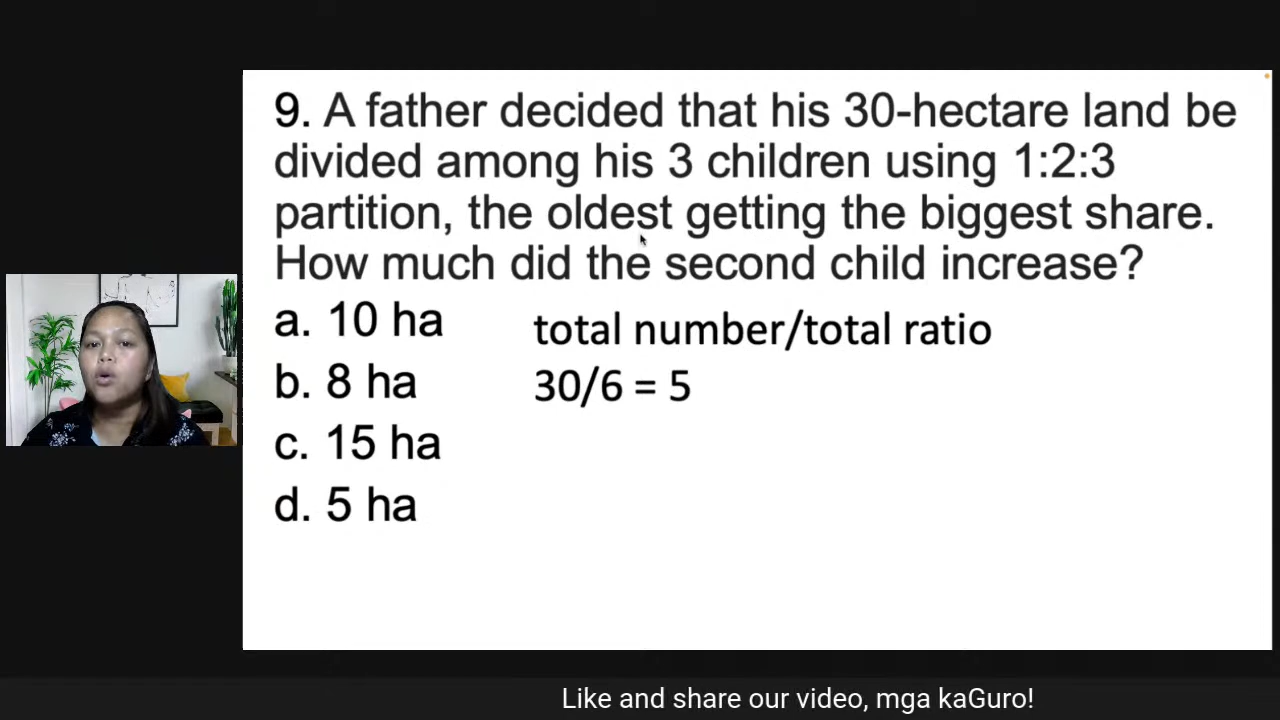 9. A father decided that his 30-hectare land be
divided among his 3 children using 1:2:3
partition, the oldest getting the biggest share.
How much did the second child increase?
a. 10 ha
b. 8 ha
c. 15 ha
d. 5 ha
total number/total ratio
30/6 = 5
Like and share our video, mga kaGuro!